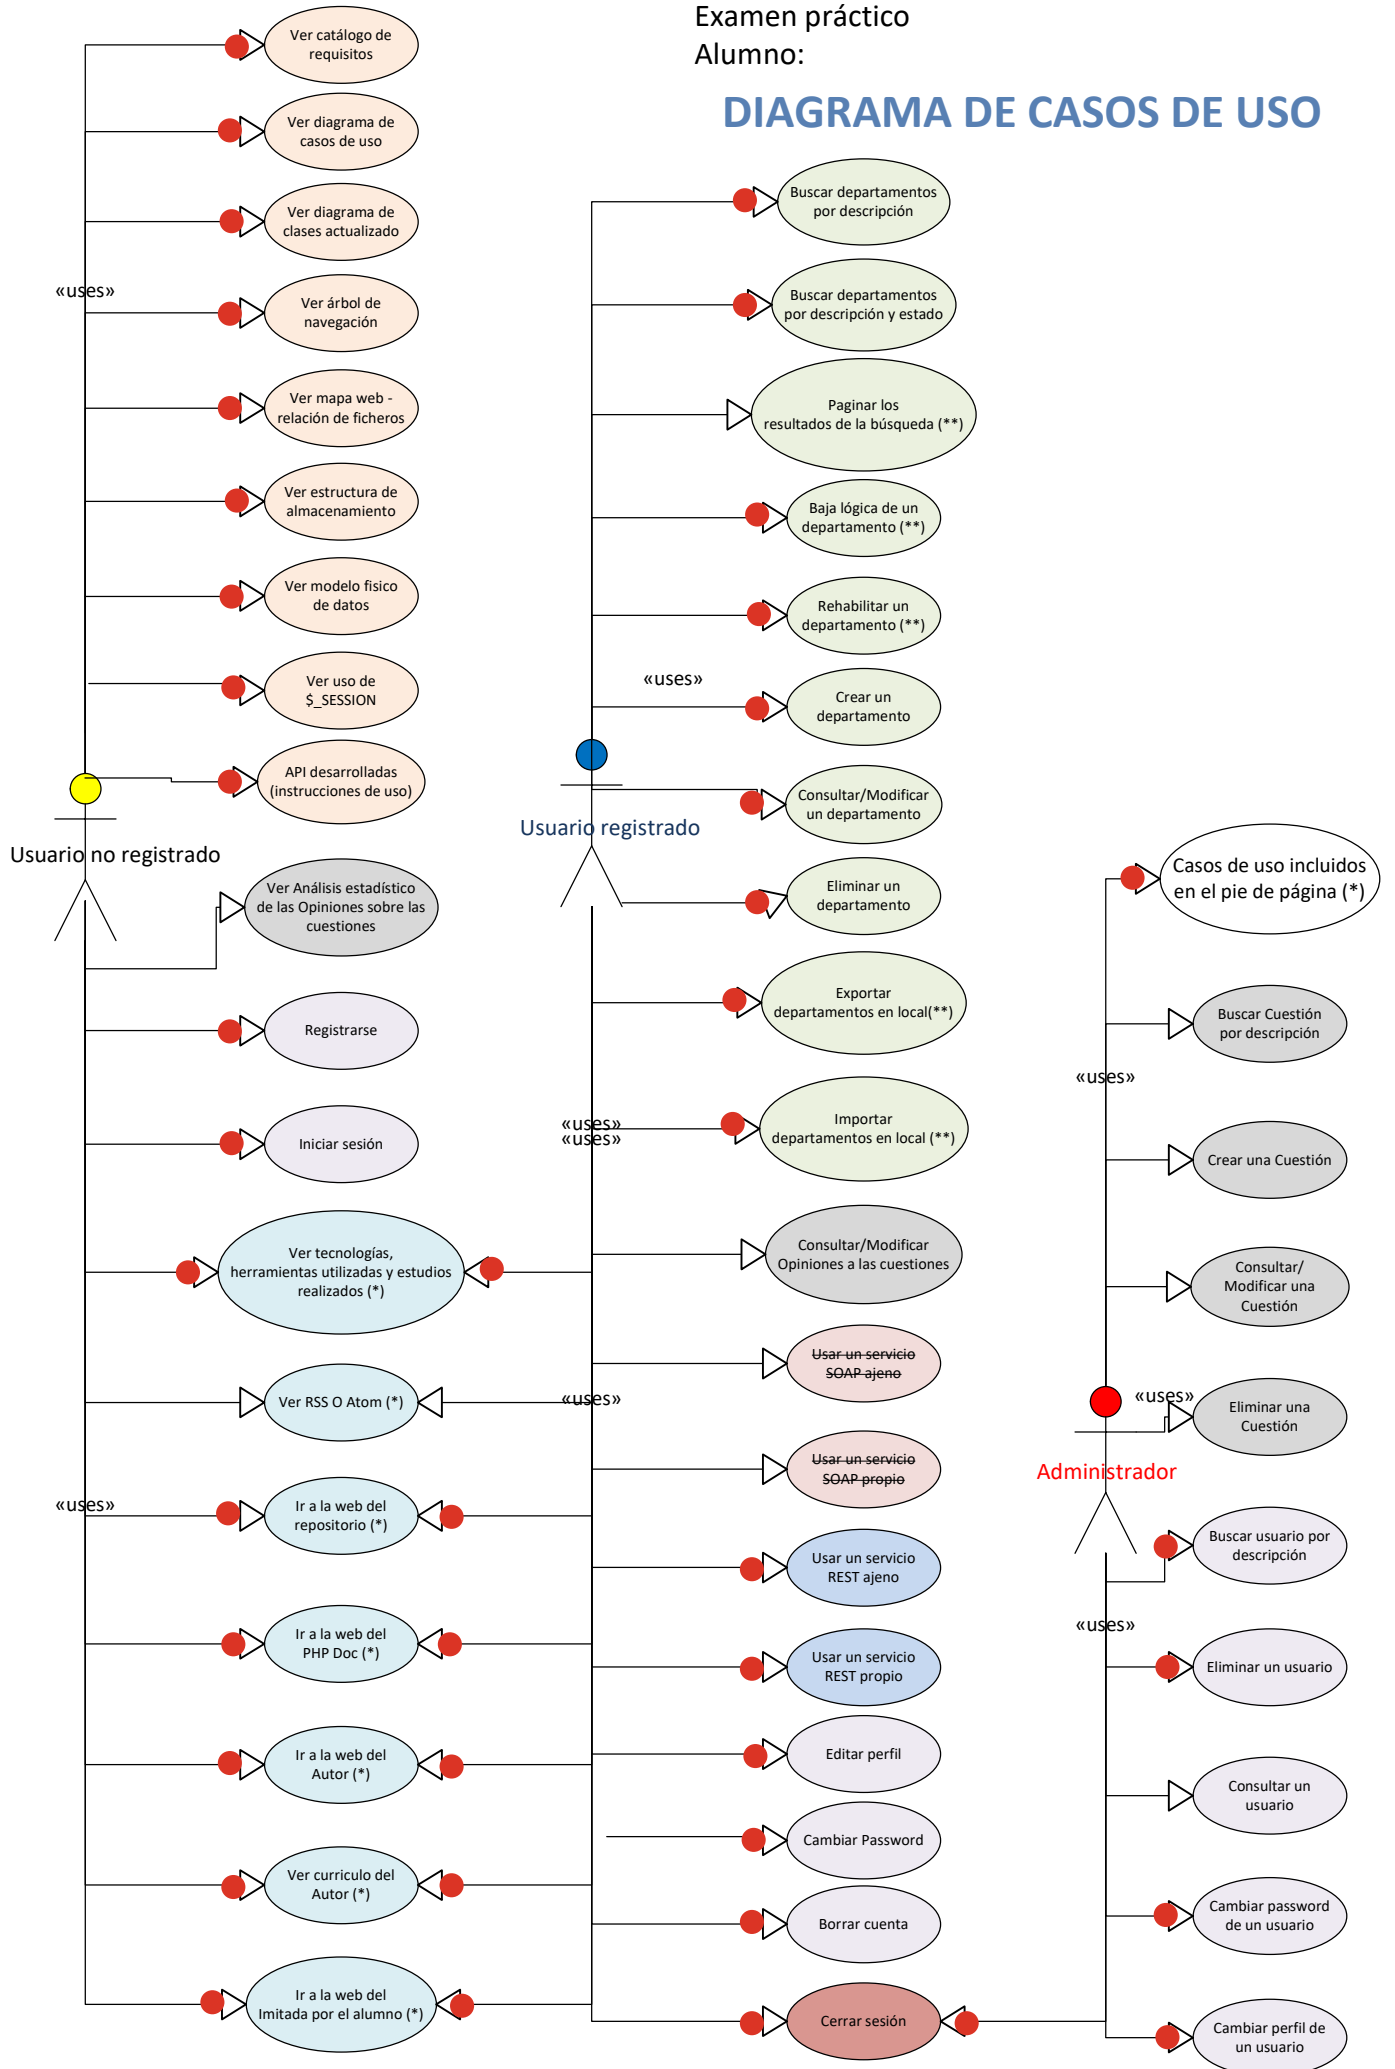 Examen práctico
Alumno:
DIAGRAMA DE CASOS DE USO
Ver catálogo de
requisitos
Ver diagrama de
casos de uso
Ver diagrama de
clases actualizado
«uses»
Ver árbol de
navegación
Ver mapa web -
relación de ficheros
Ver estructura de
almacenamiento
Ver modelo fisico
de datos
Ver uso de
$_SESSION
API desarrolladas
(instrucciones de uso)
Usuario no registrado
Ver Análisis estadístico
de las Opiniones sobre las
cuestiones
Registrarse
Iniciar sesión
Ver tecnologías,
herramientas utilizadas y estudios
realizados (*)
Ver RSS O Atom (*)
«uses»
Ir a la web del
repositorio (*)
Ir a la web del
PHP Doc (*)
Ir a la web del
Autor (*)
Ver curriculo del
Autor (*)
Ir a la web del
Imitada por el alumno (*)
Buscar departamentos
por descripción
Buscar departamentos
por descripción y estado
Paginar los
resultados de la búsqueda (**)
Baja lógica de un
departamento (**)
Rehabilitar un
departamento (**)
«uses»
Crear un
departamento
Consultar/Modificar
un departamento
Usuario registrado
Eliminar un
departamento
Exportar
departamentos en local(**)
«uses»
«uses»
Importar
departamentos en local (**)
Consultar/Modificar
Opiniones a las cuestiones
Usar un servicio
SOAP ajeno
«uses»
Usar un servicio
SOAP propio
Usar un servicio
REST ajeno
Usar un servicio
REST propio
Editar perfil
Cambiar Password
Borrar cuenta
Cerrar sesión
Casos de uso incluidos
en el pie de página (*)
Buscar Cuestión
por descripción
«uses»
Crear una Cuestión
Consultar/
Modificar una
Cuestión
«uses»
Eliminar una
Cuestión
Administrador
Buscar usuario por
descripción
«uses»
Eliminar un usuario
Consultar un
usuario
Cambiar password
de un usuario
Cambiar perfil de
un usuario